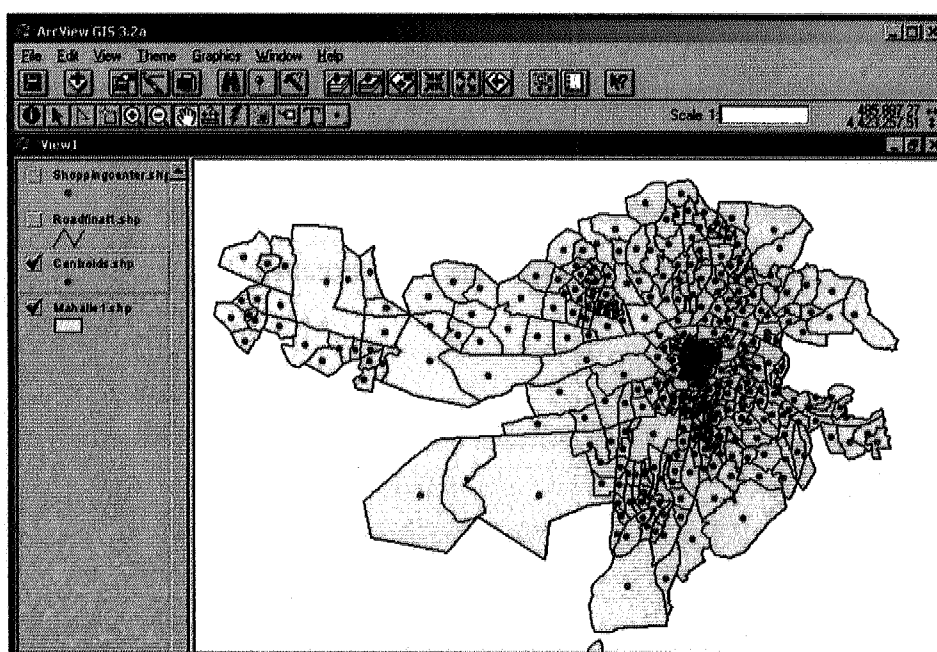 ArcView GIS 3.2a
File Edit View Theme Graphics Window Help
Scale 1:
View1
Shoppingcenter.shp
Roadfinal1.shp
Centroids.shp
Mahalle1.shp